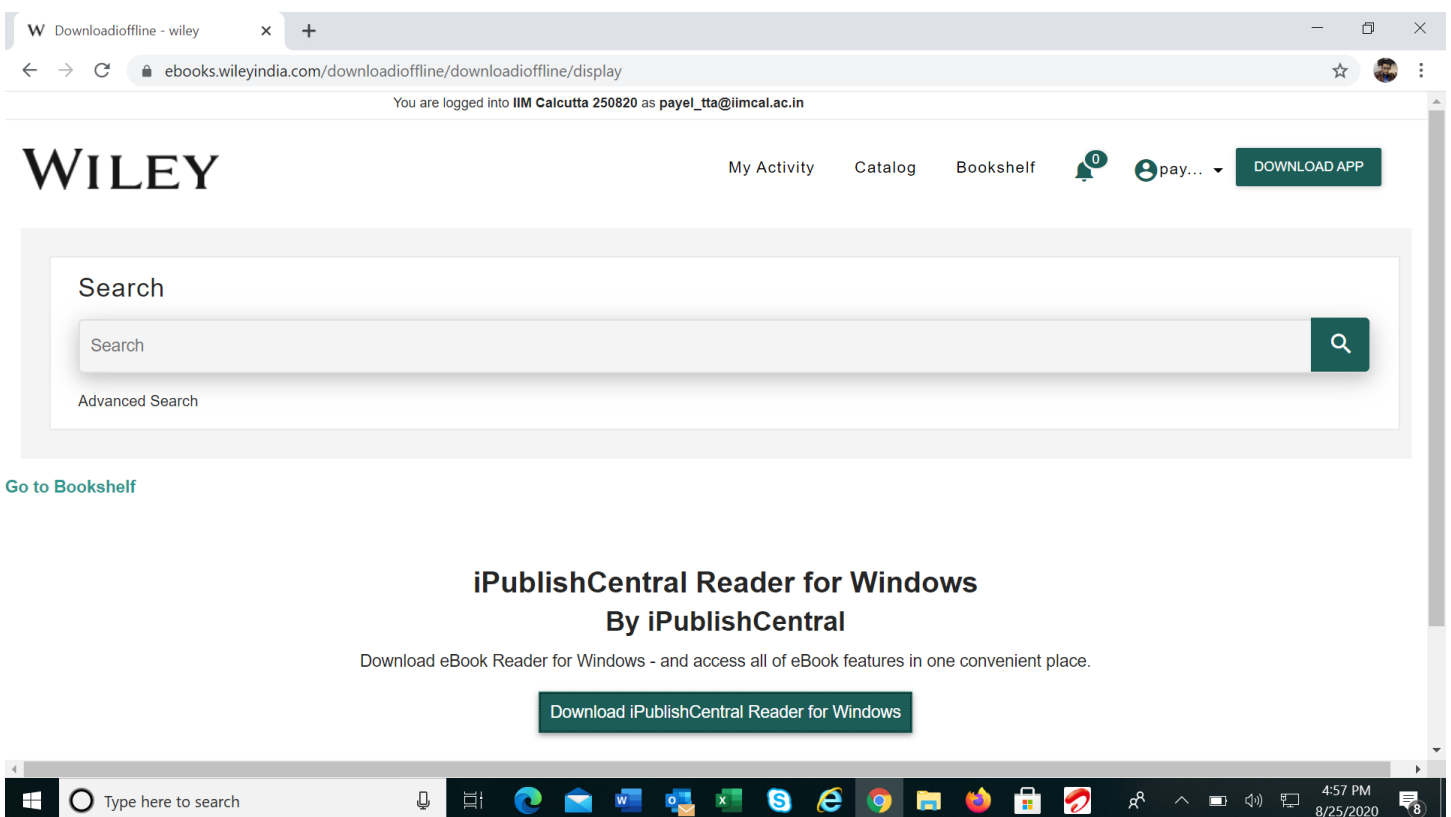 W Downloadioffline - wiley
ebooks.wileyindia.com/downloadioffline/downloadioffline/display
You are logged into IIM Calcutta 250820 as payel_tta@iimcal.ac.in
WILEY
My Activity Catalog Bookshelf 0 pay... DOWNLOAD APP
Search
Search
Advanced Search
Go to Bookshelf
iPublishCentral Reader for Windows
By iPublishCentral
Download eBook Reader for Windows - and access all of eBook features in one convenient place.
Download iPublishCentral Reader for Windows
Type here to search
4:57 PM
8/25/2020
8